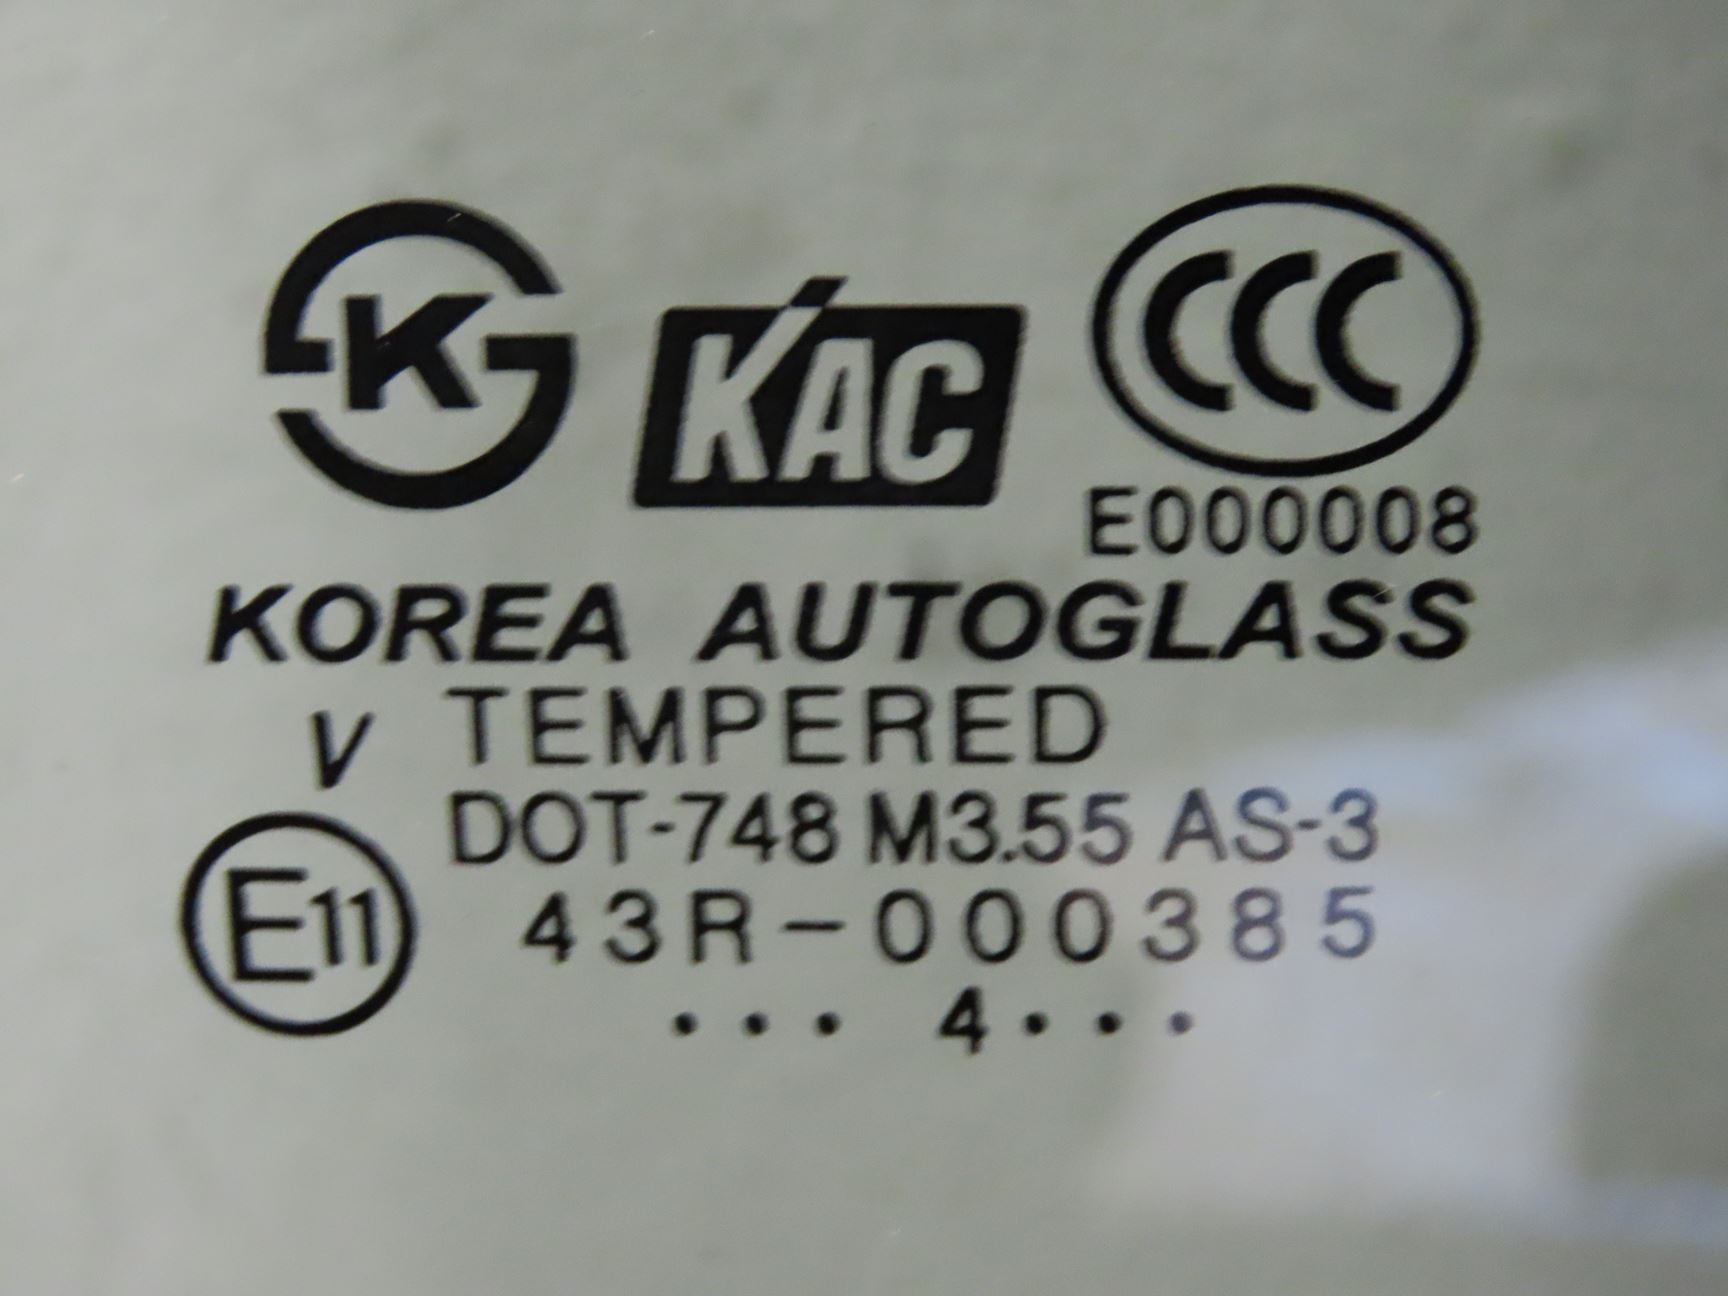 K KAC CCC
E000008
KOREA AUTOGLASS
V TEMPERED
DOT-748 M3.55 AS-3
E11 43R-000385
••• 4•••